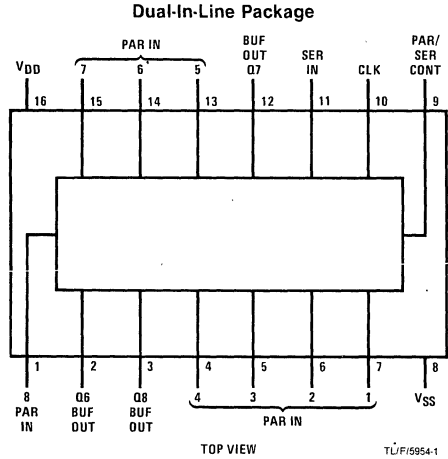 Dual-In-Line Package
PAR IN
BUF OUT Q7
SER IN
PAR/ SER CONT
VDD
7 6 5
CLK
16 15 14 13 12 11 10 9
1 2 3 4 5 6 7 8
8 PAR IN
Q6 BUF OUT
Q8 BUF OUT
4 3 2 1
PAR IN
VSS
TOP VIEW
TL/F/5954-1